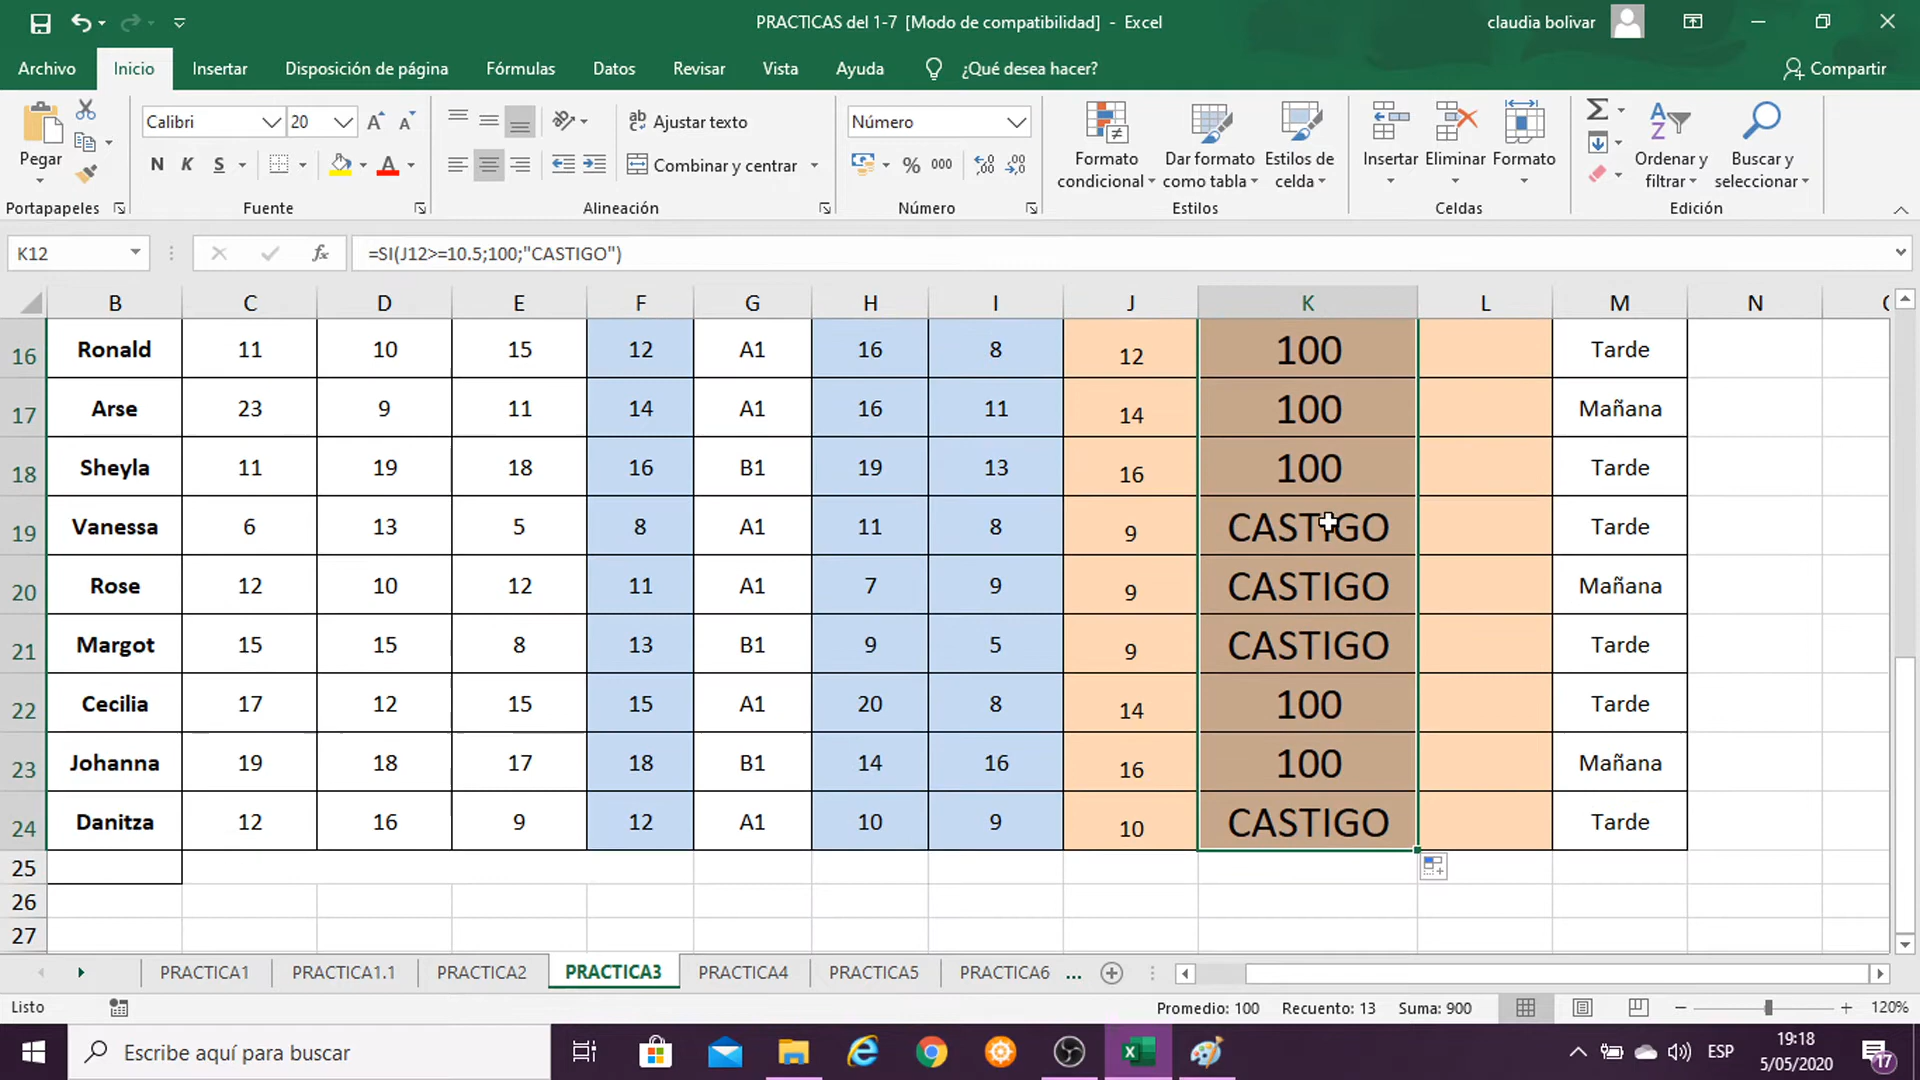 PRACTICAS del 1-7 [Modo de compatibilidad] - Excel
claudia bolivar
Archivo Inicio Insertar Disposición de página Fórmulas Datos Revisar Vista Ayuda ¿Qué desea hacer? Compartir
Pegar
Calibri 20
N K S
Ajustar texto
Combinar y centrar
Número
% 000
Formato condicional
Dar formato como tabla
Estilos de celda
Insertar Eliminar Formato
Ordenar y filtrar
Buscar y seleccionar
Portapapeles Fuente Alineación Número Estilos Celdas Edición
K12 fx =SI(J12>=10.5;100;"CASTIGO")
B C D E F G H I J K L M N
16 Ronald 11 10 15 12 A1 16 8 12 100 Tarde
17 Arse 23 9 11 14 A1 16 11 14 100 Mañana
18 Sheyla 11 19 18 16 B1 19 13 16 100 Tarde
19 Vanessa 6 13 5 8 A1 11 8 9 CASTIGO Tarde
20 Rose 12 10 12 11 A1 7 9 9 CASTIGO Mañana
21 Margot 15 15 8 13 B1 9 5 9 CASTIGO Tarde
22 Cecilia 17 12 15 15 A1 20 8 14 100 Tarde
23 Johanna 19 18 17 18 B1 14 16 16 100 Mañana
24 Danitza 12 16 9 12 A1 10 9 10 CASTIGO Tarde
25
26
27
PRACTICA1 PRACTICA1.1 PRACTICA2 PRACTICA3 PRACTICA4 PRACTICA5 PRACTICA6 ...
Listo Promedio: 100 Recuento: 13 Suma: 900 120%
Escribe aquí para buscar
ESP
19:18
5/05/2020
17